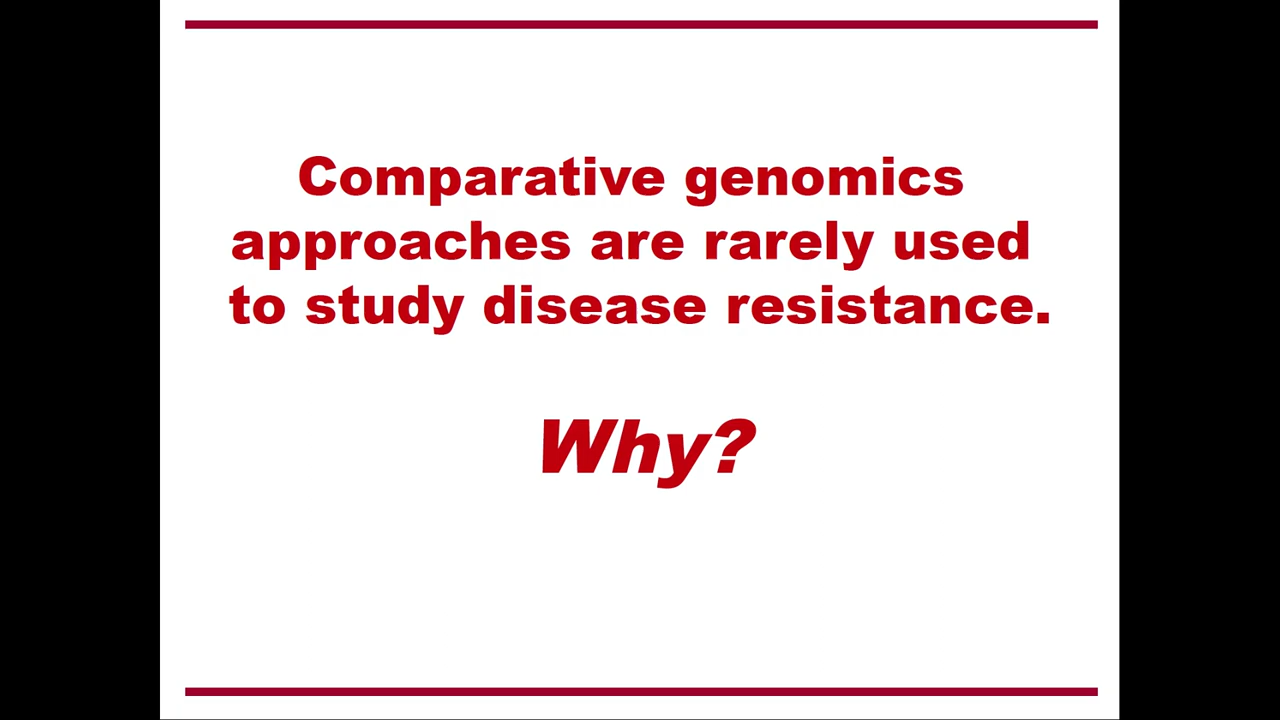 Comparative genomics
approaches are rarely used
to study disease resistance.
Why?